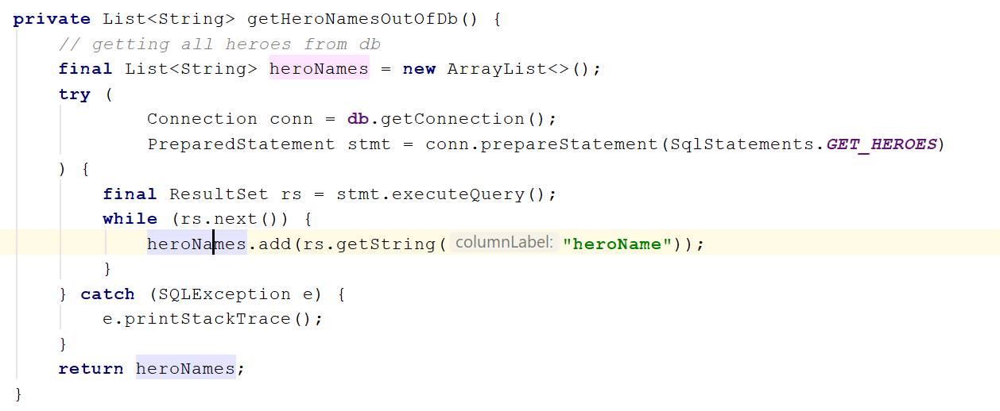 private List<String> getHeroNamesOutOfDb() {
// getting all heroes from db
final List<String> heroNames = new ArrayList<>();
try (
Connection conn = db.getConnection();
PreparedStatement stmt = conn.prepareStatement(SqlStatements.GET_HEROES)
) {
final ResultSet rs = stmt.executeQuery();
while (rs.next()) {
heroNames.add(rs.getString( columnLabel: "heroName"));
}
} catch (SQLException e) {
e.printStackTrace();
}
return heroNames;
}